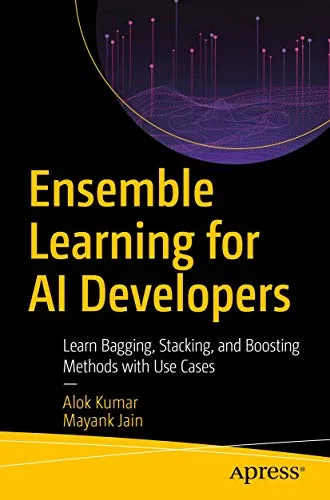 Ensemble
Learning for
AI Developers
Learn Bagging, Stacking, and Boosting
Methods with Use Cases
—
Alok Kumar
Mayank Jain
Apress®